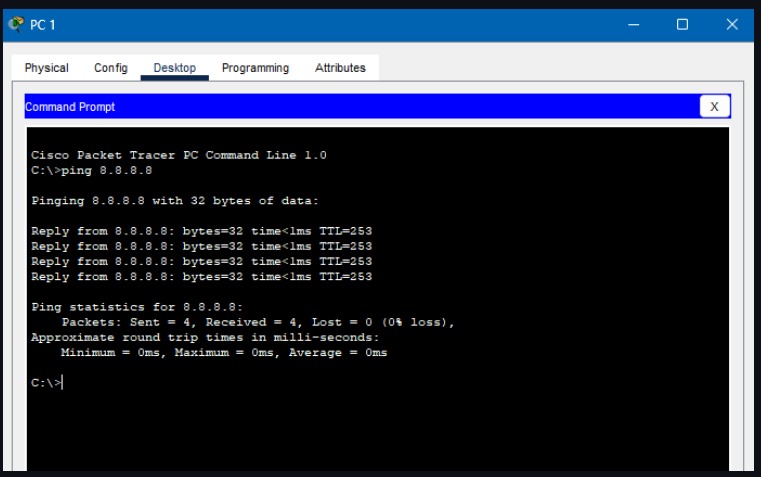 PC 1
Physical Config Desktop Programming Attributes
Command Prompt X
Cisco Packet Tracer PC Command Line 1.0
C:\>ping 8.8.8.8
Pinging 8.8.8.8 with 32 bytes of data:
Reply from 8.8.8.8: bytes=32 time<1ms TTL=253
Reply from 8.8.8.8: bytes=32 time<1ms TTL=253
Reply from 8.8.8.8: bytes=32 time<1ms TTL=253
Reply from 8.8.8.8: bytes=32 time<1ms TTL=253
Ping statistics for 8.8.8.8:
Packets: Sent = 4, Received = 4, Lost = 0 (0% loss),
Approximate round trip times in milli-seconds:
Minimum = 0ms, Maximum = 0ms, Average = 0ms
C:\>